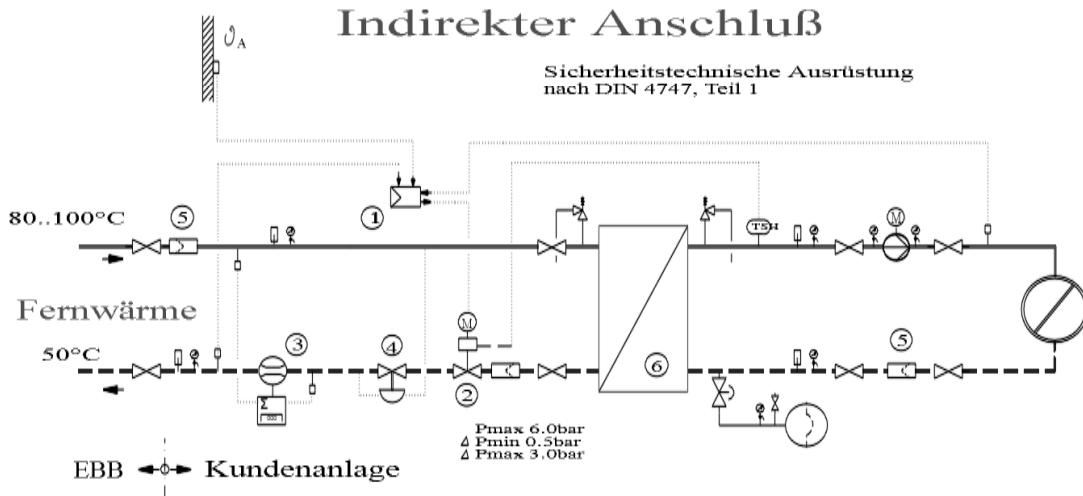 Indirekter Anschluß
ϑA
Sicherheitstechnische Ausrüstung
nach DIN 4747, Teil 1
80..100°C
5
1
TSH
M
Fernwärme
50°C
3
4
M
2
6
5
Σ
000
Pmax 6.0bar
Δ Pmin 0.5bar
Δ Pmax 3.0bar
EBB Kundenanlage